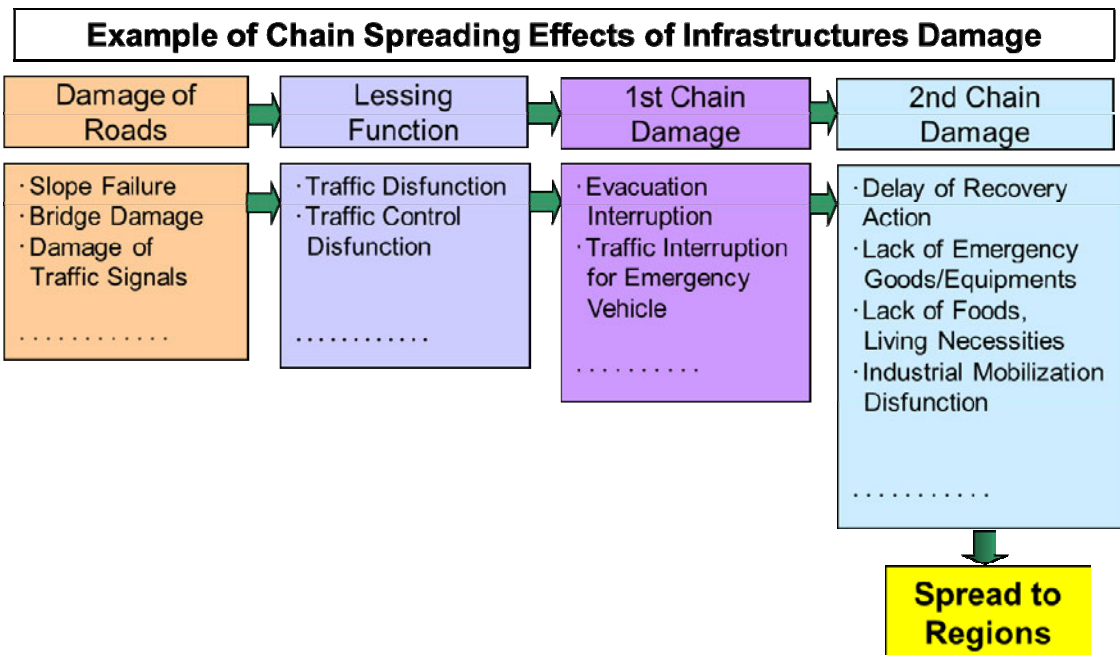 Example of Chain Spreading Effects of Infrastructures Damage
Damage of
Roads
Lessing
Function
1st Chain
Damage
2nd Chain
Damage
·Slope Failure
·Bridge Damage
·Damage of
Traffic Signals
............
·Traffic Disfunction
·Traffic Control
Disfunction
............
·Evacuation
Interruption
·Traffic Interruption
for Emergency
Vehicle
..........
·Delay of Recovery
Action
·Lack of Emergency
Goods/Equipments
·Lack of Foods,
Living Necessities
·Industrial Mobilization
Disfunction
...........
Spread to
Regions